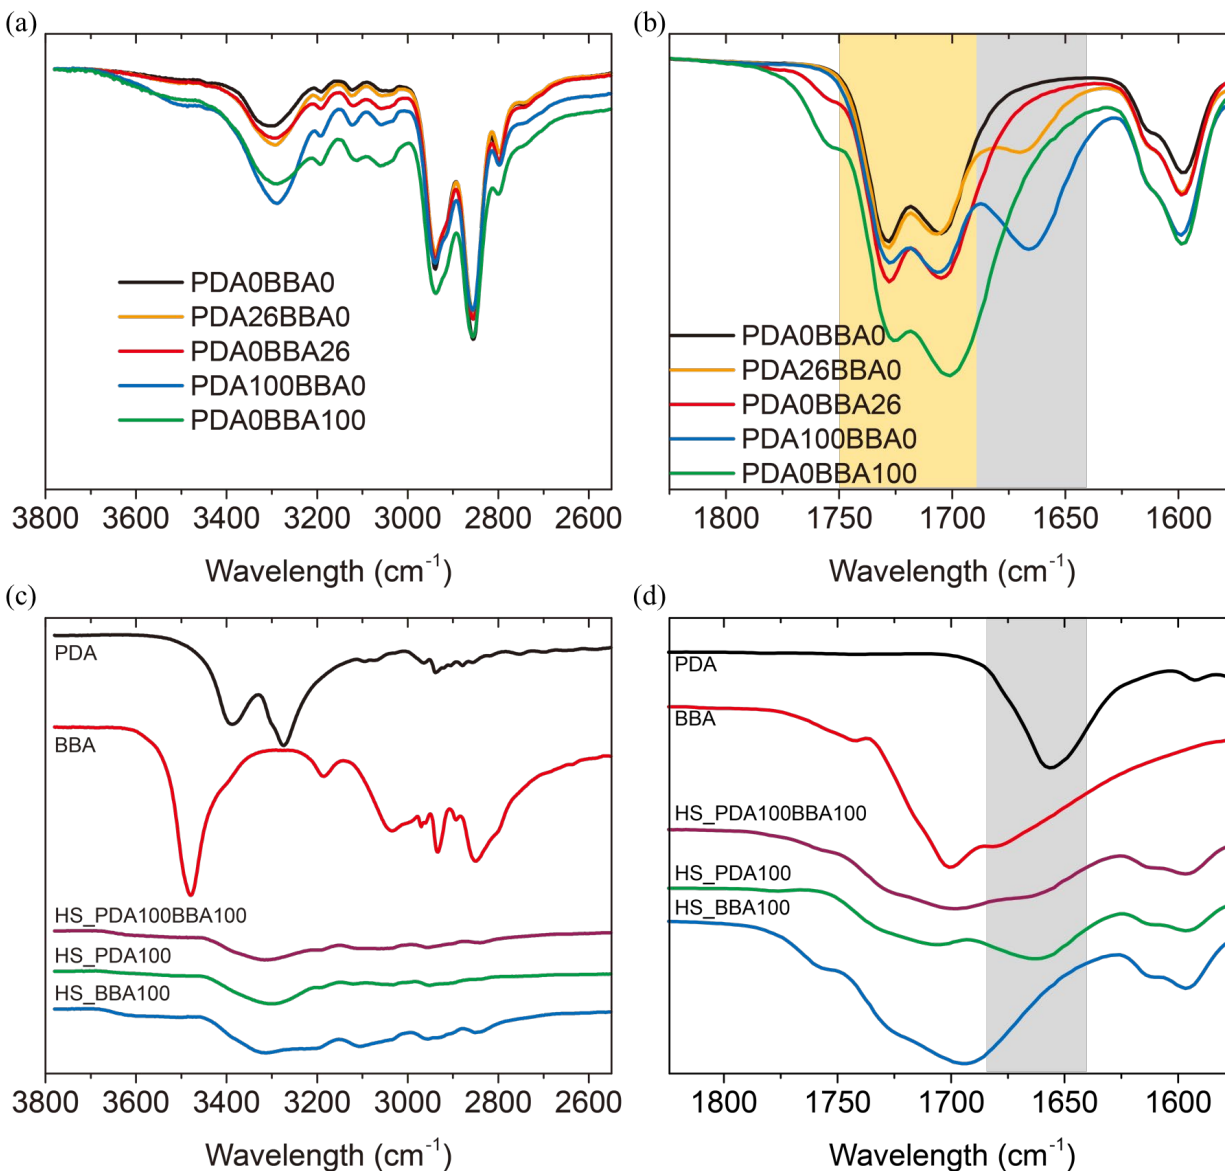 (a)
PDA0BBA0
PDA26BBA0
PDA0BBA26
PDA100BBA0
PDA0BBA100
3800 3600 3400 3200 3000 2800 2600
Wavelength (cm-1)
(b)
PDA0BBA0
PDA26BBA0
PDA0BBA26
PDA100BBA0
PDA0BBA100
1800 1750 1700 1650 1600
Wavelength (cm-1)
(c)
PDA
BBA
HS_PDA100BBA100
HS_PDA100
HS_BBA100
3800 3600 3400 3200 3000 2800 2600
Wavelength (cm-1)
(d)
PDA
BBA
HS_PDA100BBA100
HS_PDA100
HS_BBA100
1800 1750 1700 1650 1600
Wavelength (cm-1)